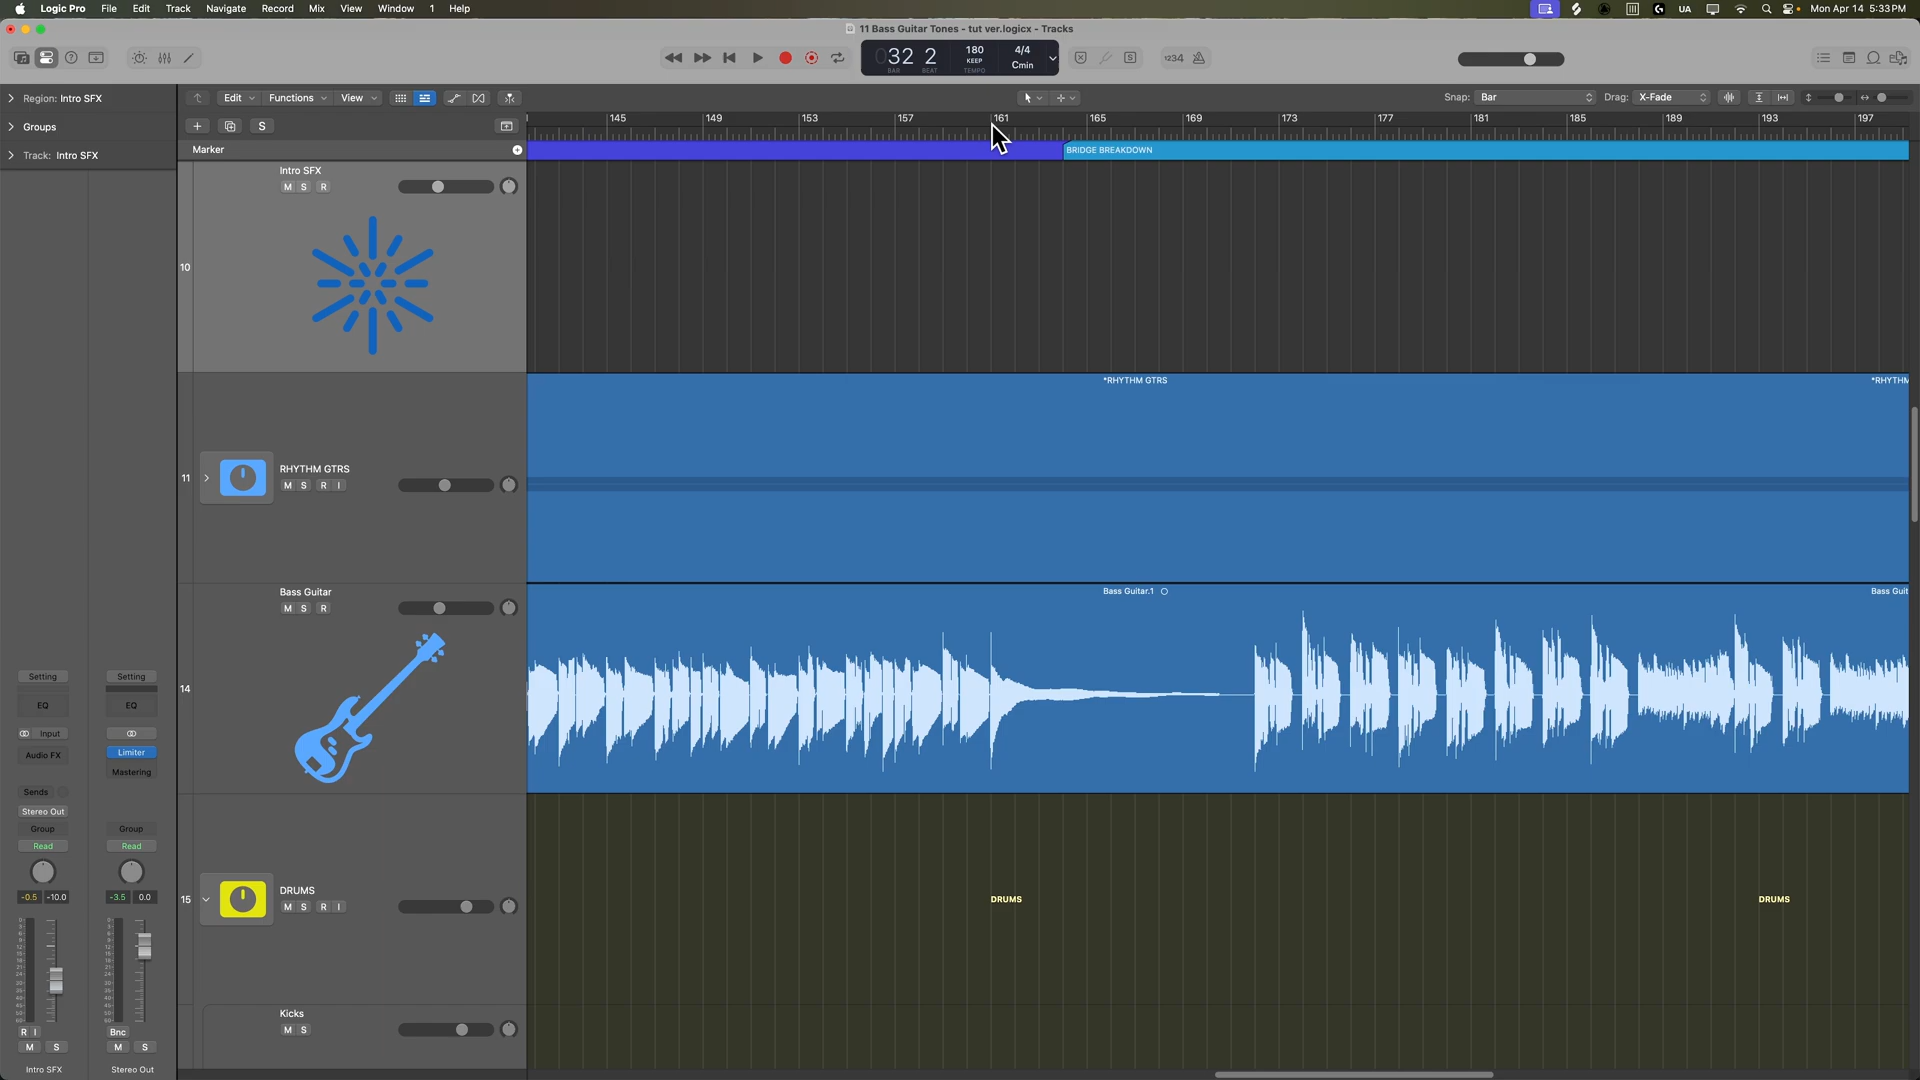 Logic Pro File Edit Track Navigate Record Mix View Window 1 Help
UA Mon Apr 14 5:33 PM
11 Bass Guitar Tones - tut ver.logicx - Tracks
032 2
BAR BEAT
180
KEEP
TEMPO
4/4
Cmin
1234
Region: Intro SFX
Groups
Track: Intro SFX
Edit Functions View
Snap: Bar
Drag: X-Fade
S
145 149 153 157 161 165 169 173 177 181 185 189 193 197
Marker
BRIDGE BREAKDOWN
10
Intro SFX
M S R
11
RHYTHM GTRS
M S R I
*RHYTHM GTRS
*RHYTHM
14
Bass Guitar
M S R
Bass Guitar.1
Bass Guit
15
DRUMS
M S R I
DRUMS
DRUMS
Kicks
M S
Setting Setting
EQ EQ
Input
Audio FX
Limiter
Mastering
Sends
Stereo Out
Group Group
Read Read
-0.5 -10.0 -3.5 0.0
R I
Bnc
M S M S
Intro SFX Stereo Out